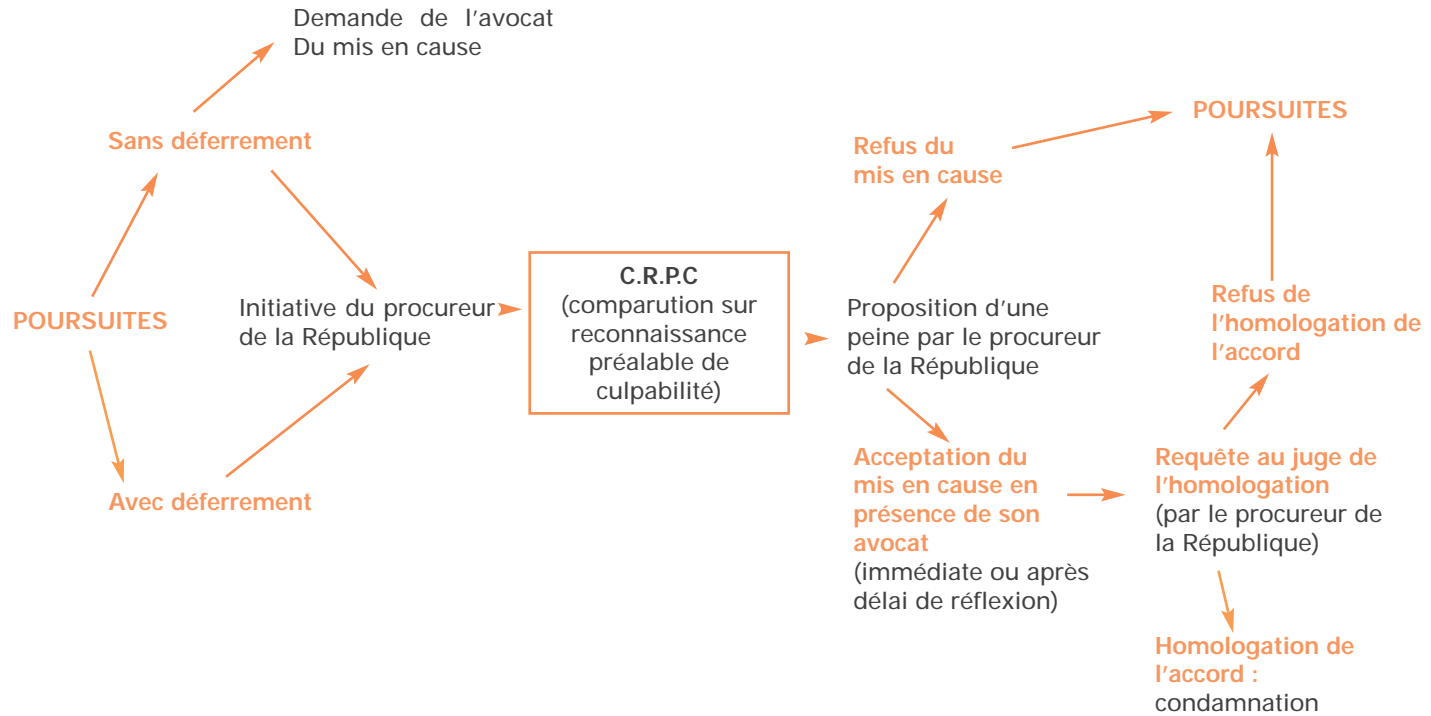 Demande de l'avocat
Du mis en cause
Sans déferrement
POURSUITES
Avec déferrement
Initiative du procureur
de la République
C.R.P.C
(comparution sur
reconnaissance
préalable de
culpabilité)
Proposition d'une
peine par le procureur
de la République
Refus du
mis en cause
POURSUITES
Acceptation du
mis en cause en
présence de son
avocat
(immédiate ou après
délai de réflexion)
Requête au juge de
l'homologation
(par le procureur de
la République)
Refus de
l'homologation de
l'accord
Homologation de
l'accord :
condamnation